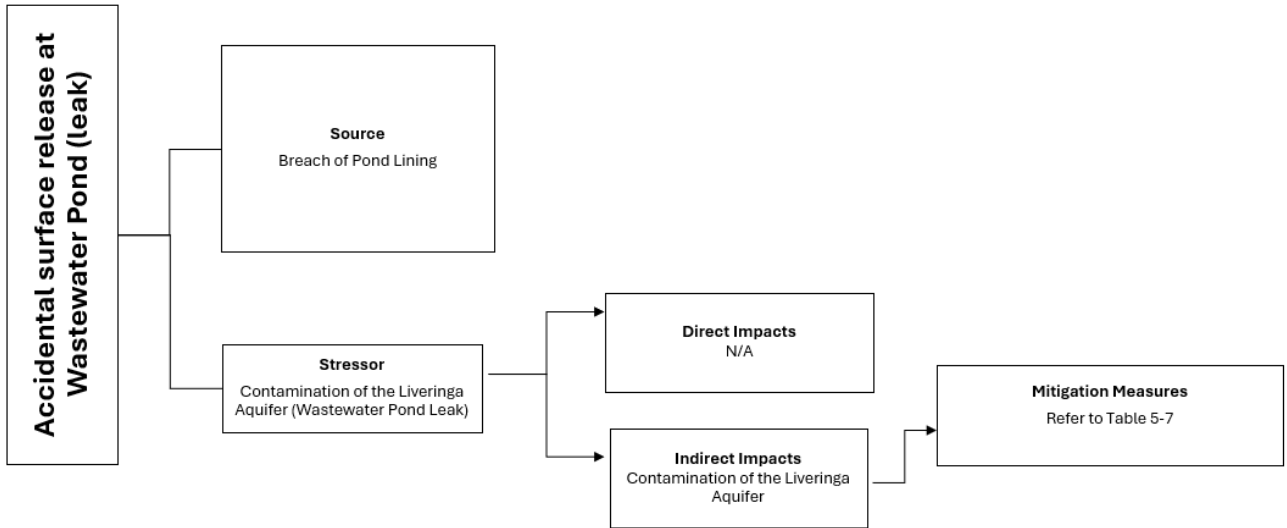 Accidental surface release at
Wastewater Pond (leak)
Source
Breach of Pond Lining
Stressor
Contamination of the Liveringa
Aquifer (Wastewater Pond Leak)
Direct Impacts
N/A
Indirect Impacts
Contamination of the Liveringa
Aquifer
Mitigation Measures
Refer to Table 5-7